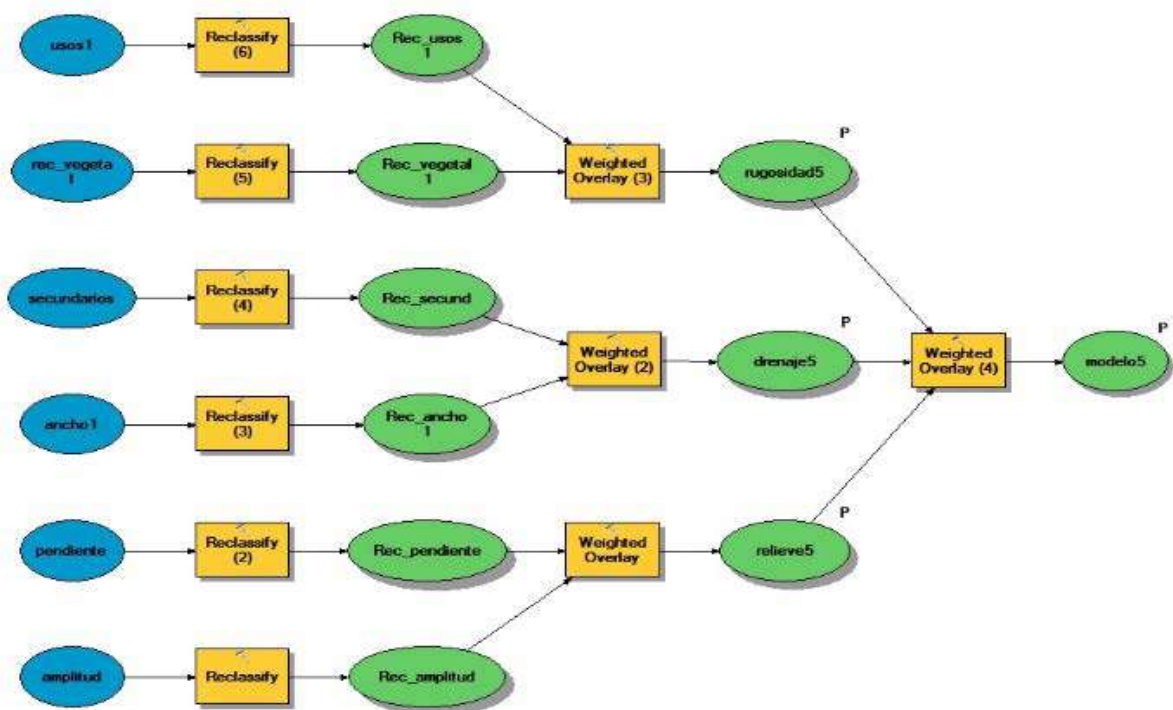 usos1
Reclassify
(6)
Rec_usos
1
rec_vegeta
l
Reclassify
(5)
Rec_vegetal
1
Weighted
Overlay (3)
P
rugosidad5
secundarios
Reclassify
(4)
Rec_secund
Weighted
Overlay (2)
P
drenaje5
Weighted
Overlay (4)
P
modelo5
ancho1
Reclassify
(3)
Rec_ancho
1
pendiente
Reclassify
(2)
Rec_pendiente
Weighted
Overlay
P
relieve5
amplitud
Reclassify
Rec_amplitud